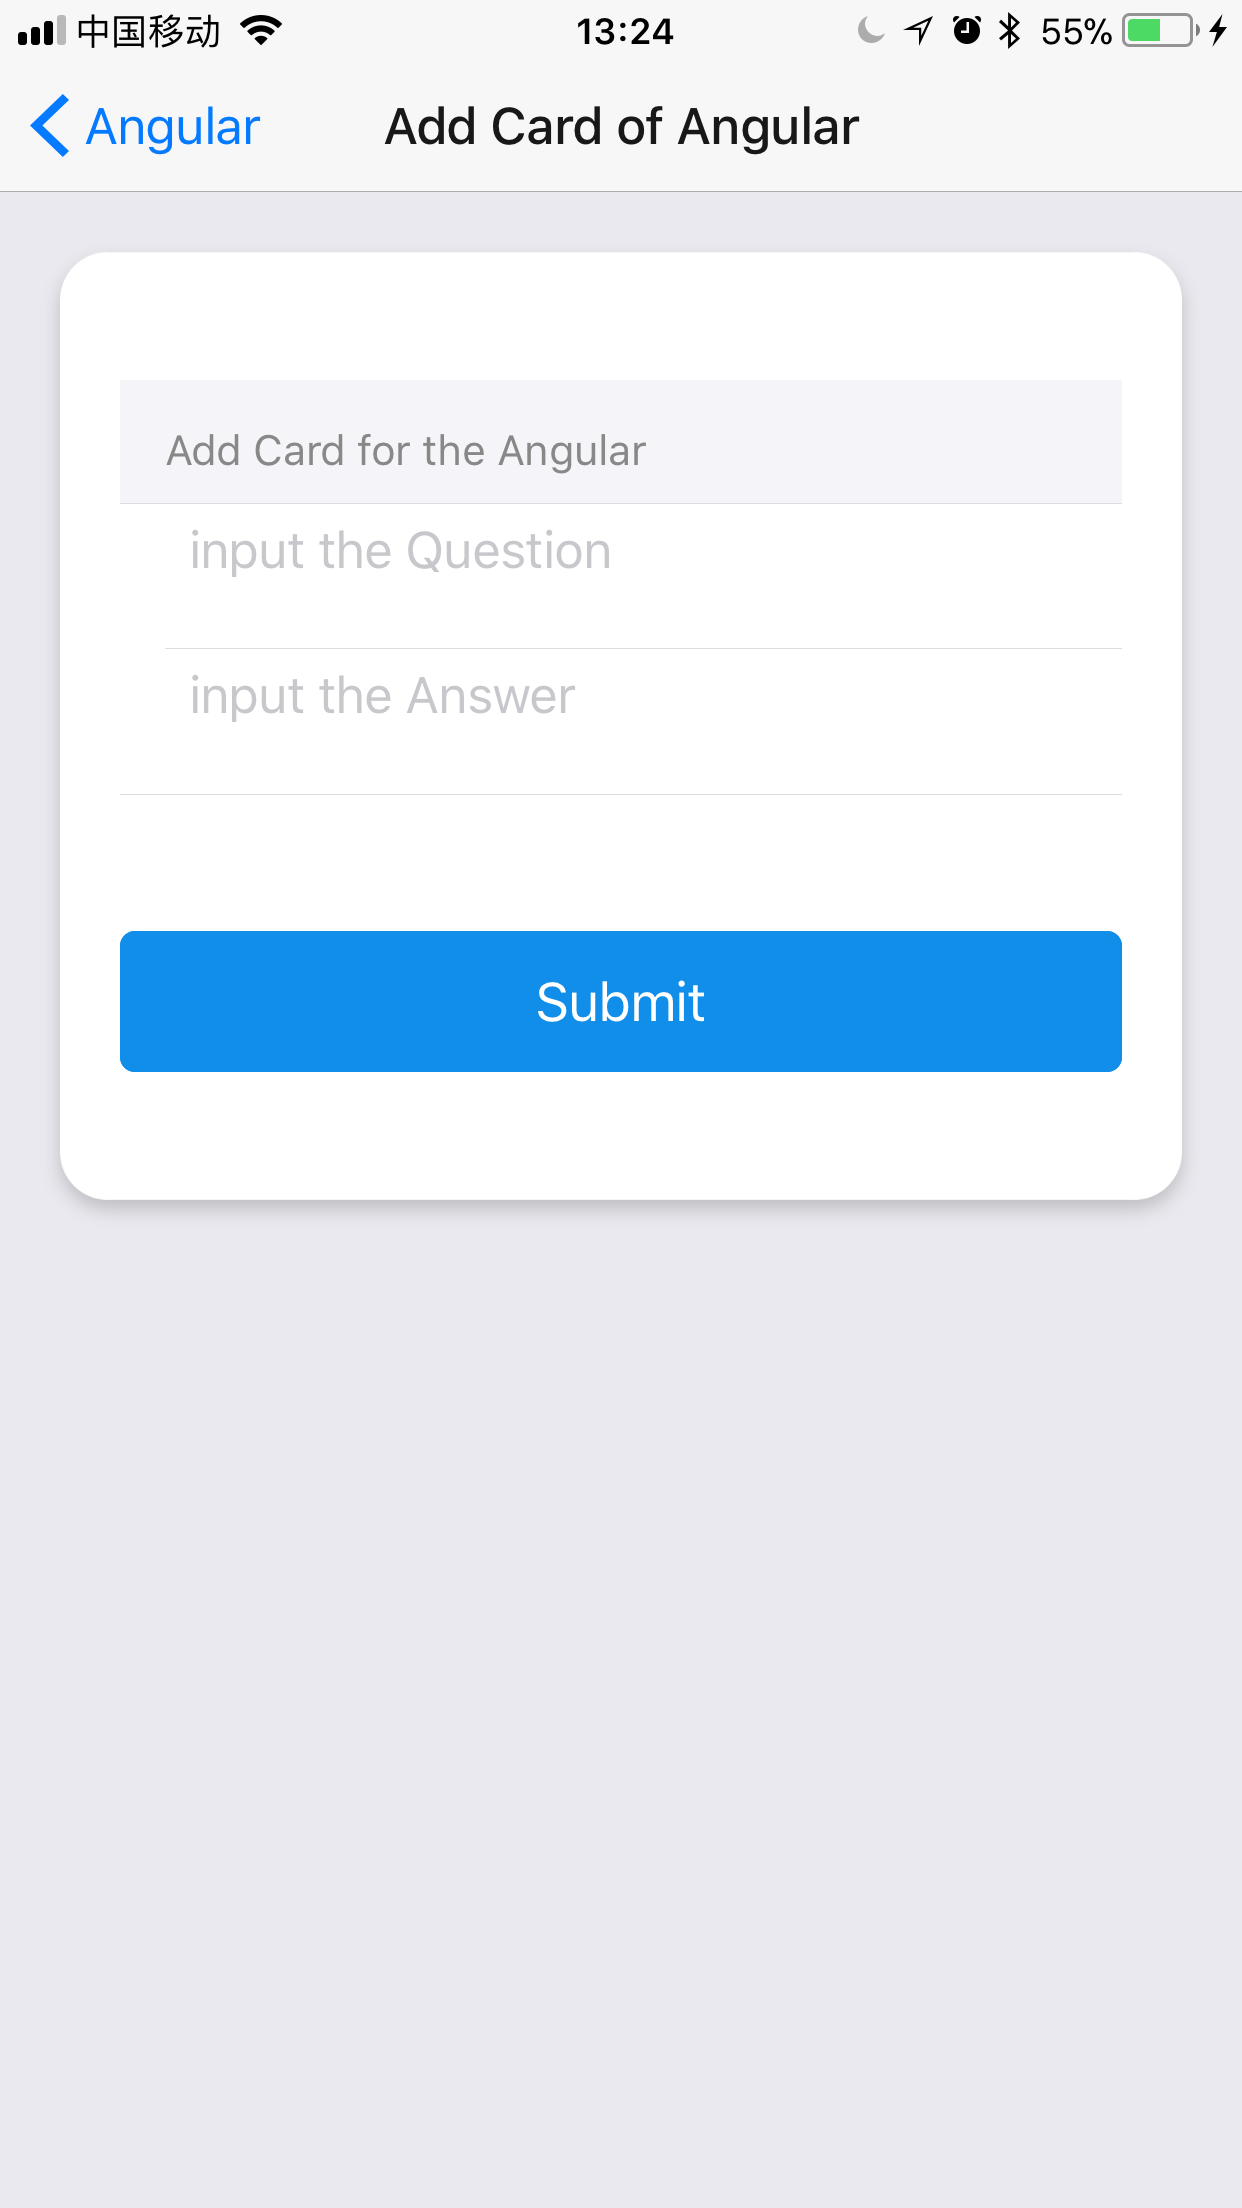 中国移动 13:24 55%
Angular Add Card of Angular
Add Card for the Angular
input the Question
input the Answer
Submit